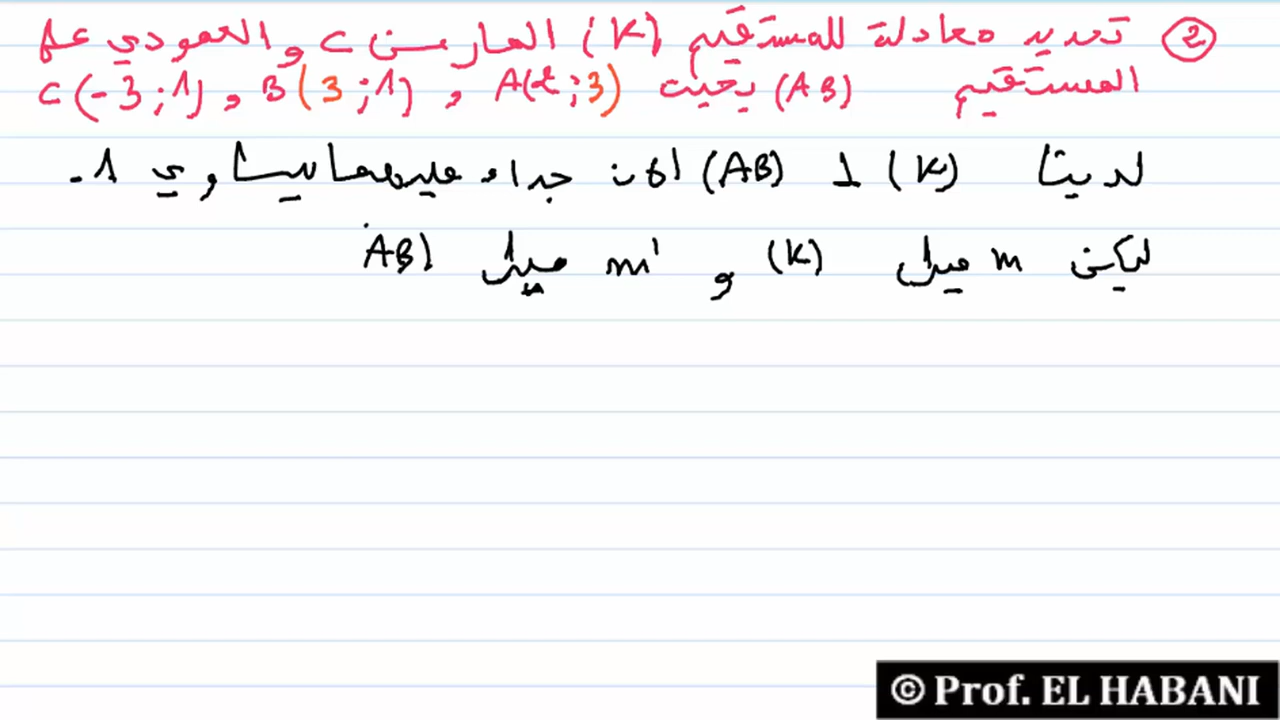 ② تحديد معادلة للمستقيم (K) المار من C والعمودي على
المستقيم (AB) بحيث A(2;3) و B(3;1) و C(-3;1)
لدينا (K) ⊥ (AB) اذن جداء ميليهما يساوي 1-
ليكن m ميل (K) و m' ميل AB)
© Prof. EL HABANI